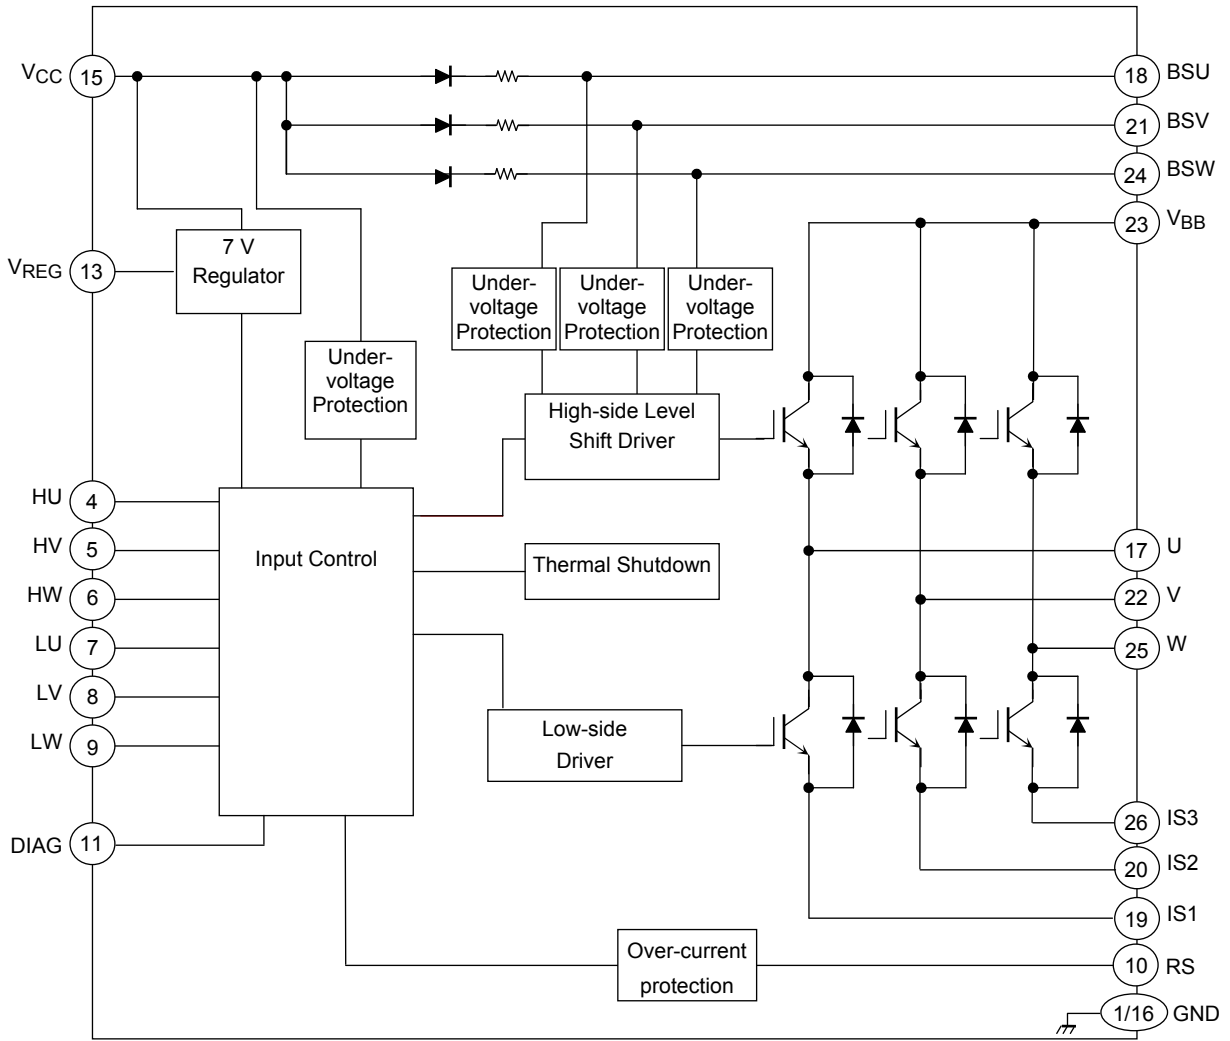 VCC 15
18 BSU
21 BSV
24 BSW
23 VBB
7 V
Regulator
VREG 13
Under-
voltage
Protection
Under-
voltage
Protection
Under-
voltage
Protection
Under-
voltage
Protection
High-side Level
Shift Driver
HU 4
HV 5
HW 6
LU 7
LV 8
LW 9
Input Control
Thermal Shutdown
17 U
22 V
25 W
Low-side
Driver
DIAG 11
26 IS3
20 IS2
19 IS1
Over-current
protection
10 RS
1/16 GND